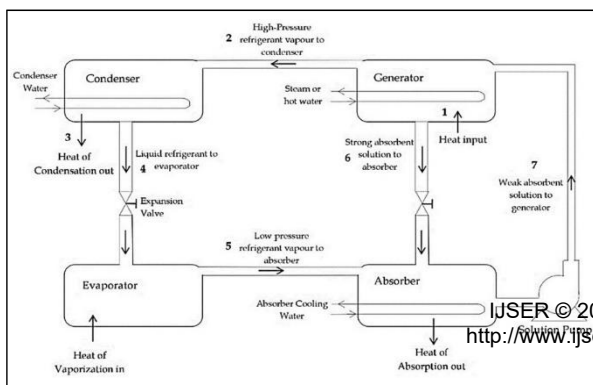 2
High-Pressure
refrigerant vapour to
condenser
Condenser
Water
Condenser
Generator
Steam or
hot water
1
3
Heat of
Condensation out
Liquid refrigerant to
4 evaporator
Strong absorbent
6 solution to
absorber
Heat input
7
Weak absorbent
solution to
generator
Expansion
Valve
5
Low pressure
refrigerant vapour to
absorber
Evaporator
Absorber
Absorber Cooling
Water
IJSER © 20
Solution Pump
http://www.ijse
Heat of
Vaporization in
Heat of
Absorption out